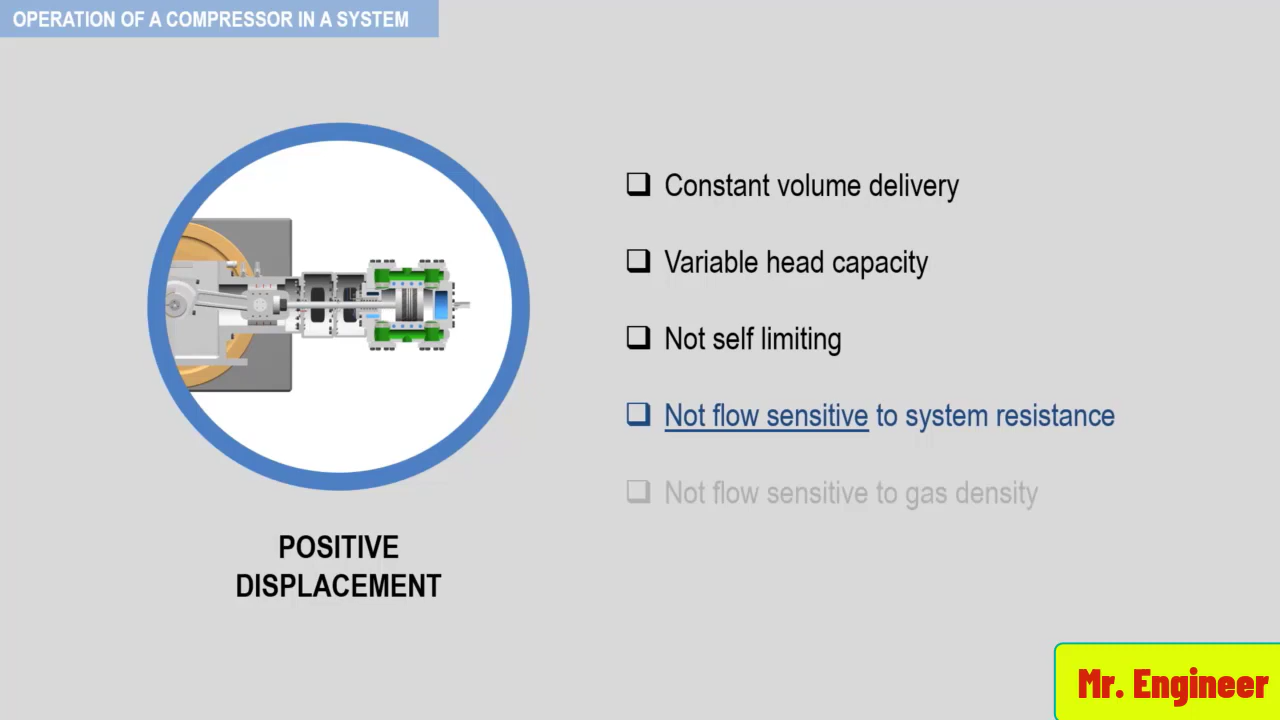 OPERATION OF A COMPRESSOR IN A SYSTEM
Constant volume delivery
Variable head capacity
Not self limiting
Not flow sensitive to system resistance
Not flow sensitive to gas density
POSITIVE
DISPLACEMENT
Mr. Engineer